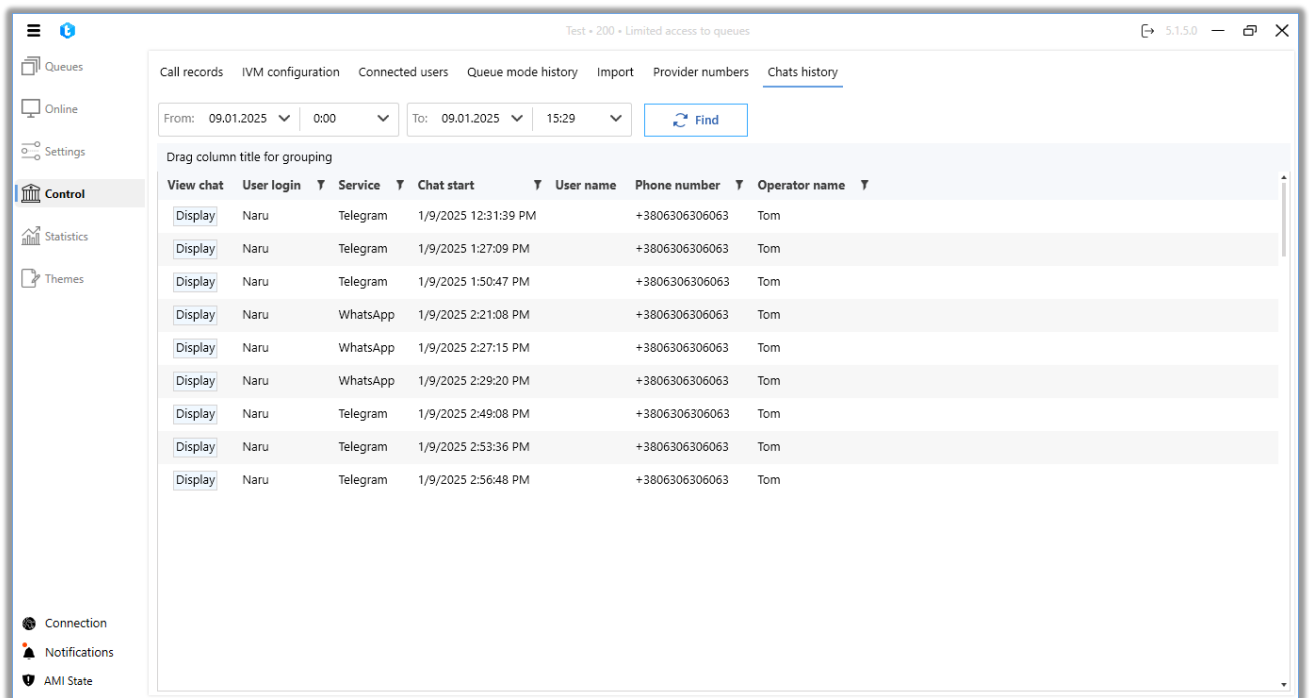 Test • 200 • Limited access to queues 5.1.5.0
Queues
Online
Settings
Control
Statistics
Themes
Connection
Notifications
AMI State
Call records IVM configuration Connected users Queue mode history Import Provider numbers Chats history
From: 09.01.2025 0:00 To: 09.01.2025 15:29 Find
Drag column title for grouping
View chat User login Service Chat start User name Phone number Operator name
Display Naru Telegram 1/9/2025 12:31:39 PM +3806306306063 Tom
Display Naru Telegram 1/9/2025 1:27:09 PM +3806306306063 Tom
Display Naru Telegram 1/9/2025 1:50:47 PM +3806306306063 Tom
Display Naru WhatsApp 1/9/2025 2:21:08 PM +3806306306063 Tom
Display Naru WhatsApp 1/9/2025 2:27:15 PM +3806306306063 Tom
Display Naru WhatsApp 1/9/2025 2:29:20 PM +3806306306063 Tom
Display Naru Telegram 1/9/2025 2:49:08 PM +3806306306063 Tom
Display Naru Telegram 1/9/2025 2:53:36 PM +3806306306063 Tom
Display Naru Telegram 1/9/2025 2:56:48 PM +3806306306063 Tom